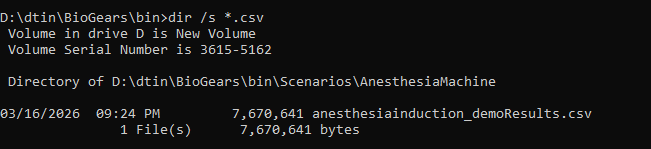 D:\dtin\BioGears\bin>dir /s *.csv
Volume in drive D is New Volume
Volume Serial Number is 3615-5162
Directory of D:\dtin\BioGears\bin\Scenarios\AnesthesiaMachine
03/16/2026  09:24 PM         7,670,641 anesthesiainduction_demoResults.csv
1 File(s)      7,670,641 bytes